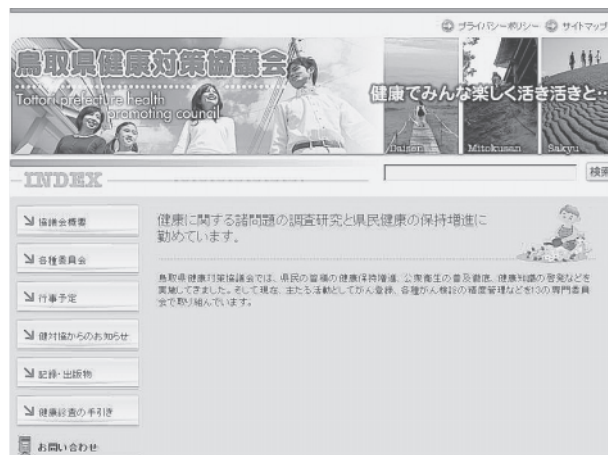 プライバシーポリシー サイトマップ
鳥取県健康対策協議会
Tottori prefecture health
promoting council
健康でみんな楽しく活き活きと…
Daisen
Mitokusan
Sakyu
INDEX
検索
協議会概要
各種委員会
行事予定
健対協からのお知らせ
記録・出版物
健康診査の手引き
お問い合わせ
健康に関する諸問題の調査研究と県民健康の保持増進に
勤めています。
鳥取県健康対策協議会では、県民の皆様の健康保持増進、公衆衛生の普及徹底、健康知識の啓発などを
実施してきました。そして現在、主たる活動としてがん登録、各種がん検診の精度管理などを13の専門委員
会で取り組んでいます。